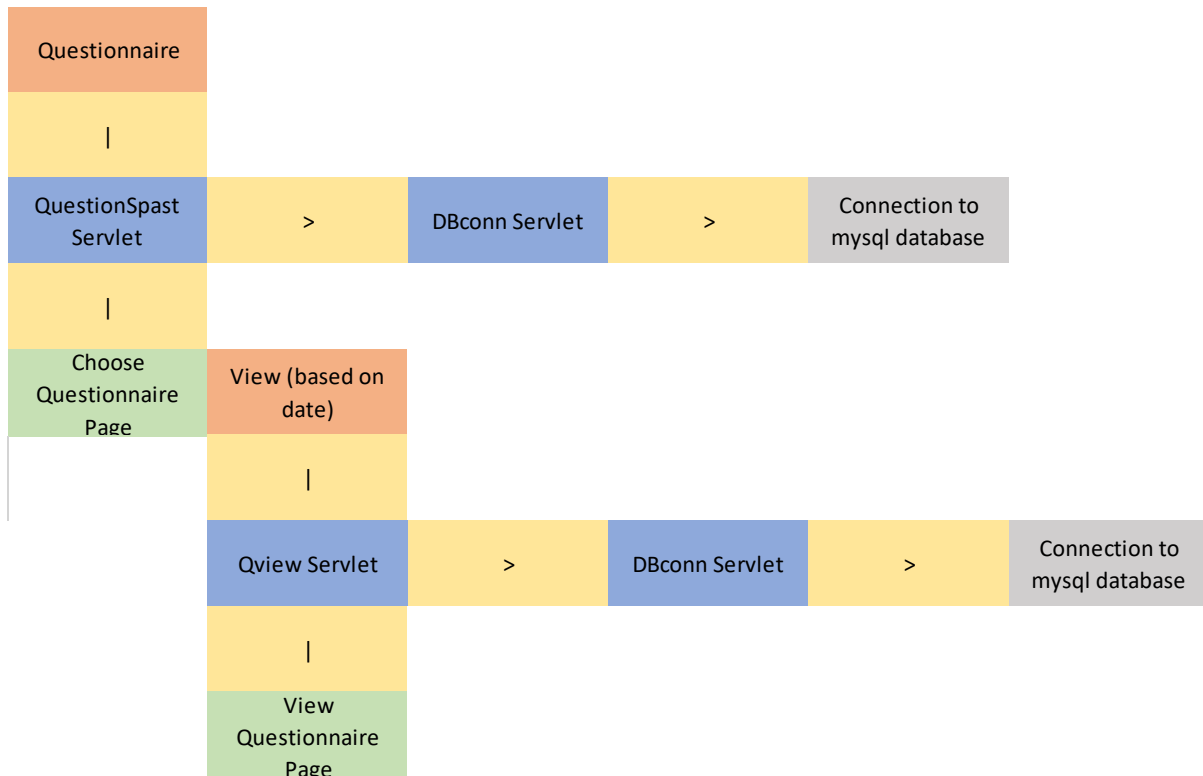 Questionnaire
|
QuestionSpast
Servlet
>
DBconn Servlet
>
Connection to
mysql database
|
Choose
Questionnaire
Page
View (based on
date)
|
Qview Servlet
>
DBconn Servlet
>
Connection to
mysql database
|
View
Questionnaire
Page